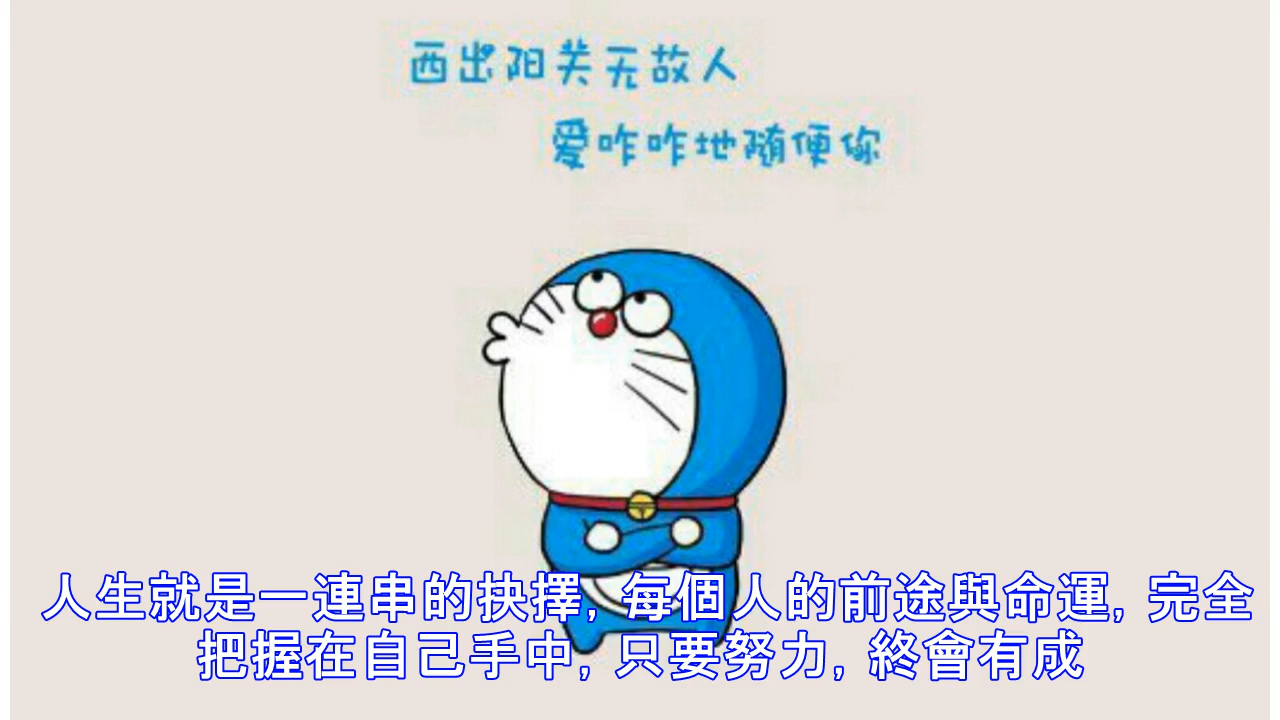 西出阳关无故人
爱咋咋地随便你
人生就是一連串的抉擇, 每個人的前途與命運, 完全
把握在自己手中, 只要努力, 終會有成